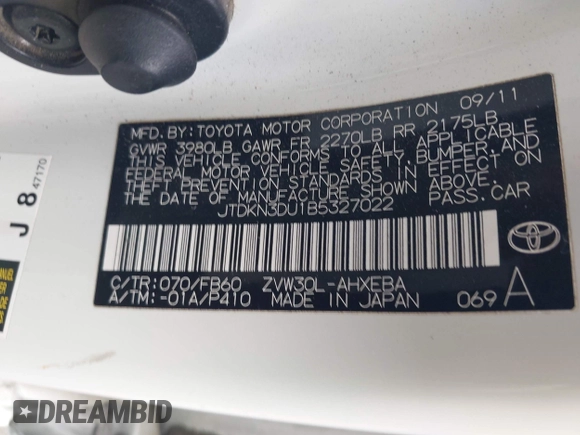 MFD. BY: TOYOTA MOTOR CORPORATION 09/11
GVWR 3980LB GAWR FR 2270LB RR 2175LB
THIS VEHICLE CONFORMS TO ALL APPLICABLE
FEDERAL MOTOR VEHICLE SAFETY, BUMPER, AND
THEFT PREVENTION STANDARDS IN EFFECT ON
THE DATE OF MANUFACTURE SHOWN ABOVE.
JTDKN3DU1B5327022 PASS. CAR
C/TR: 070/FB60 ZVW30L-AHXEBA
A/TM: -01A/P410 MADE IN JAPAN 069 A
TOYOTA
J 8 47170
DREAMBID